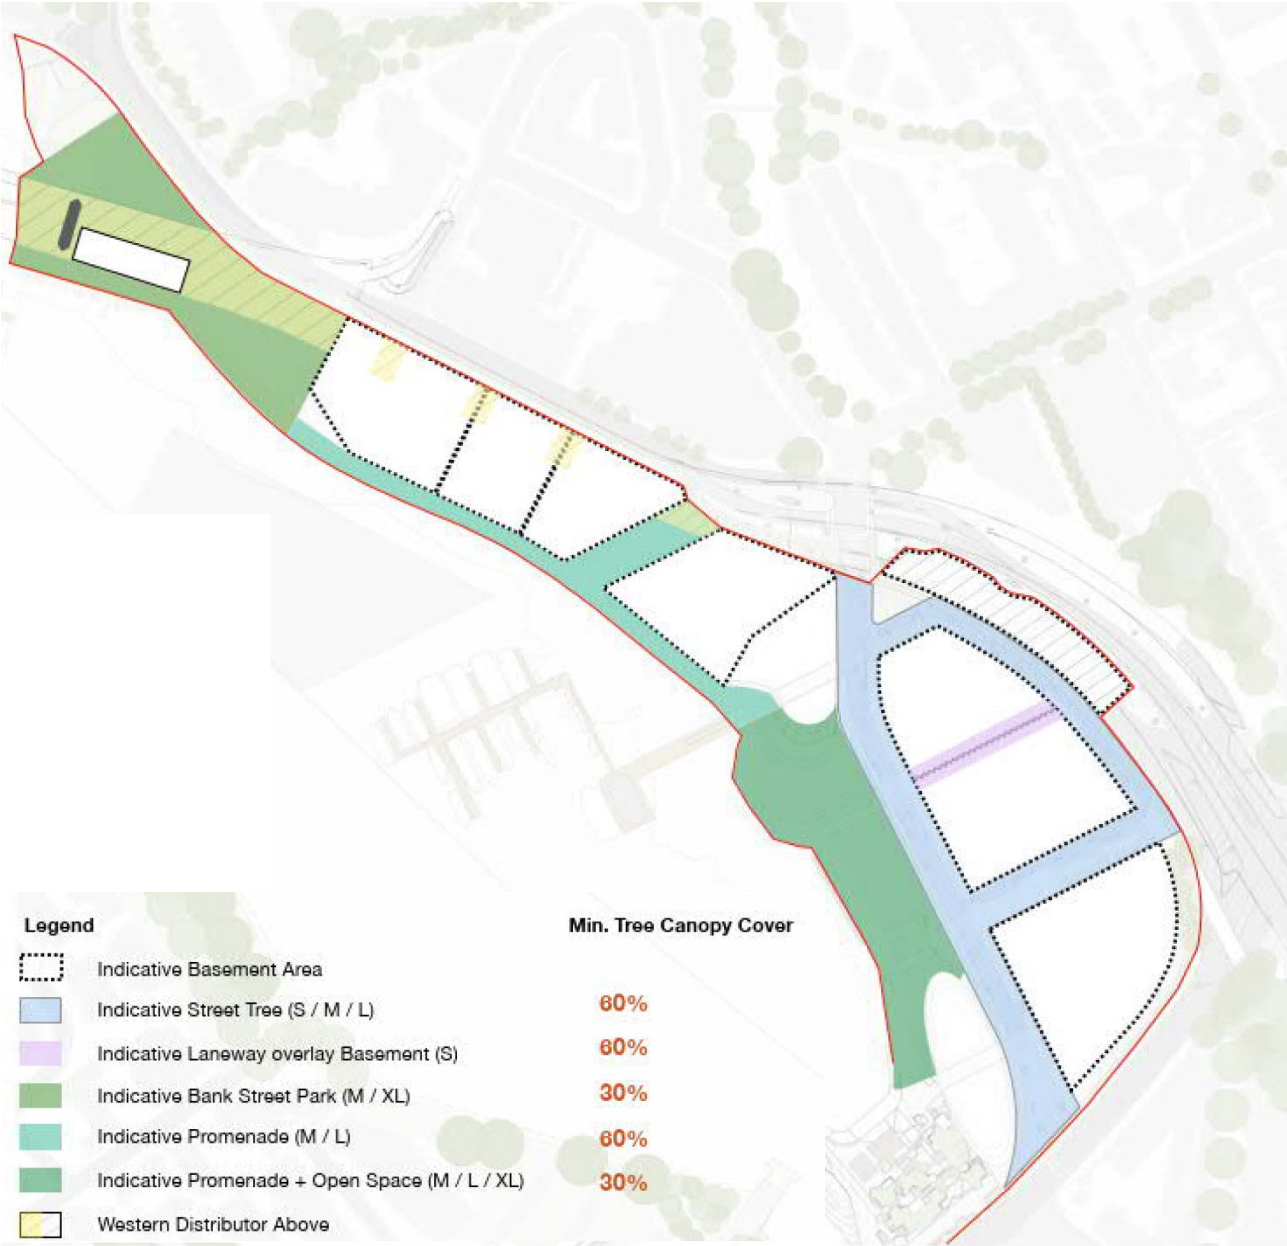 Legend Min. Tree Canopy Cover
Indicative Basement Area
Indicative Street Tree (S / M / L) 60%
Indicative Laneway overlay Basement (S) 60%
Indicative Bank Street Park (M / XL) 30%
Indicative Promenade (M / L) 60%
Indicative Promenade + Open Space (M / L / XL) 30%
Western Distributor Above